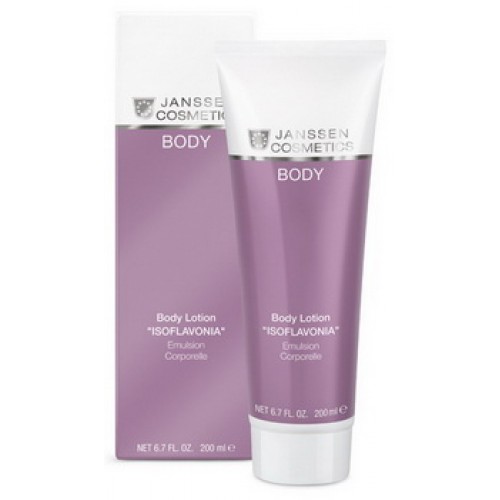 JANSSEN
COSMETICS
BODY
Body Lotion
"ISOFLAVONIA"
Emulsion
Corporelle
NET 6.7 FL. OZ. 200 ml ℮
JANSSEN
COSMETICS
BODY
Body Lotion
"ISOFLAVONIA"
Emulsion
Corporelle
NET 6.7 FL. OZ. 200 ml ℮